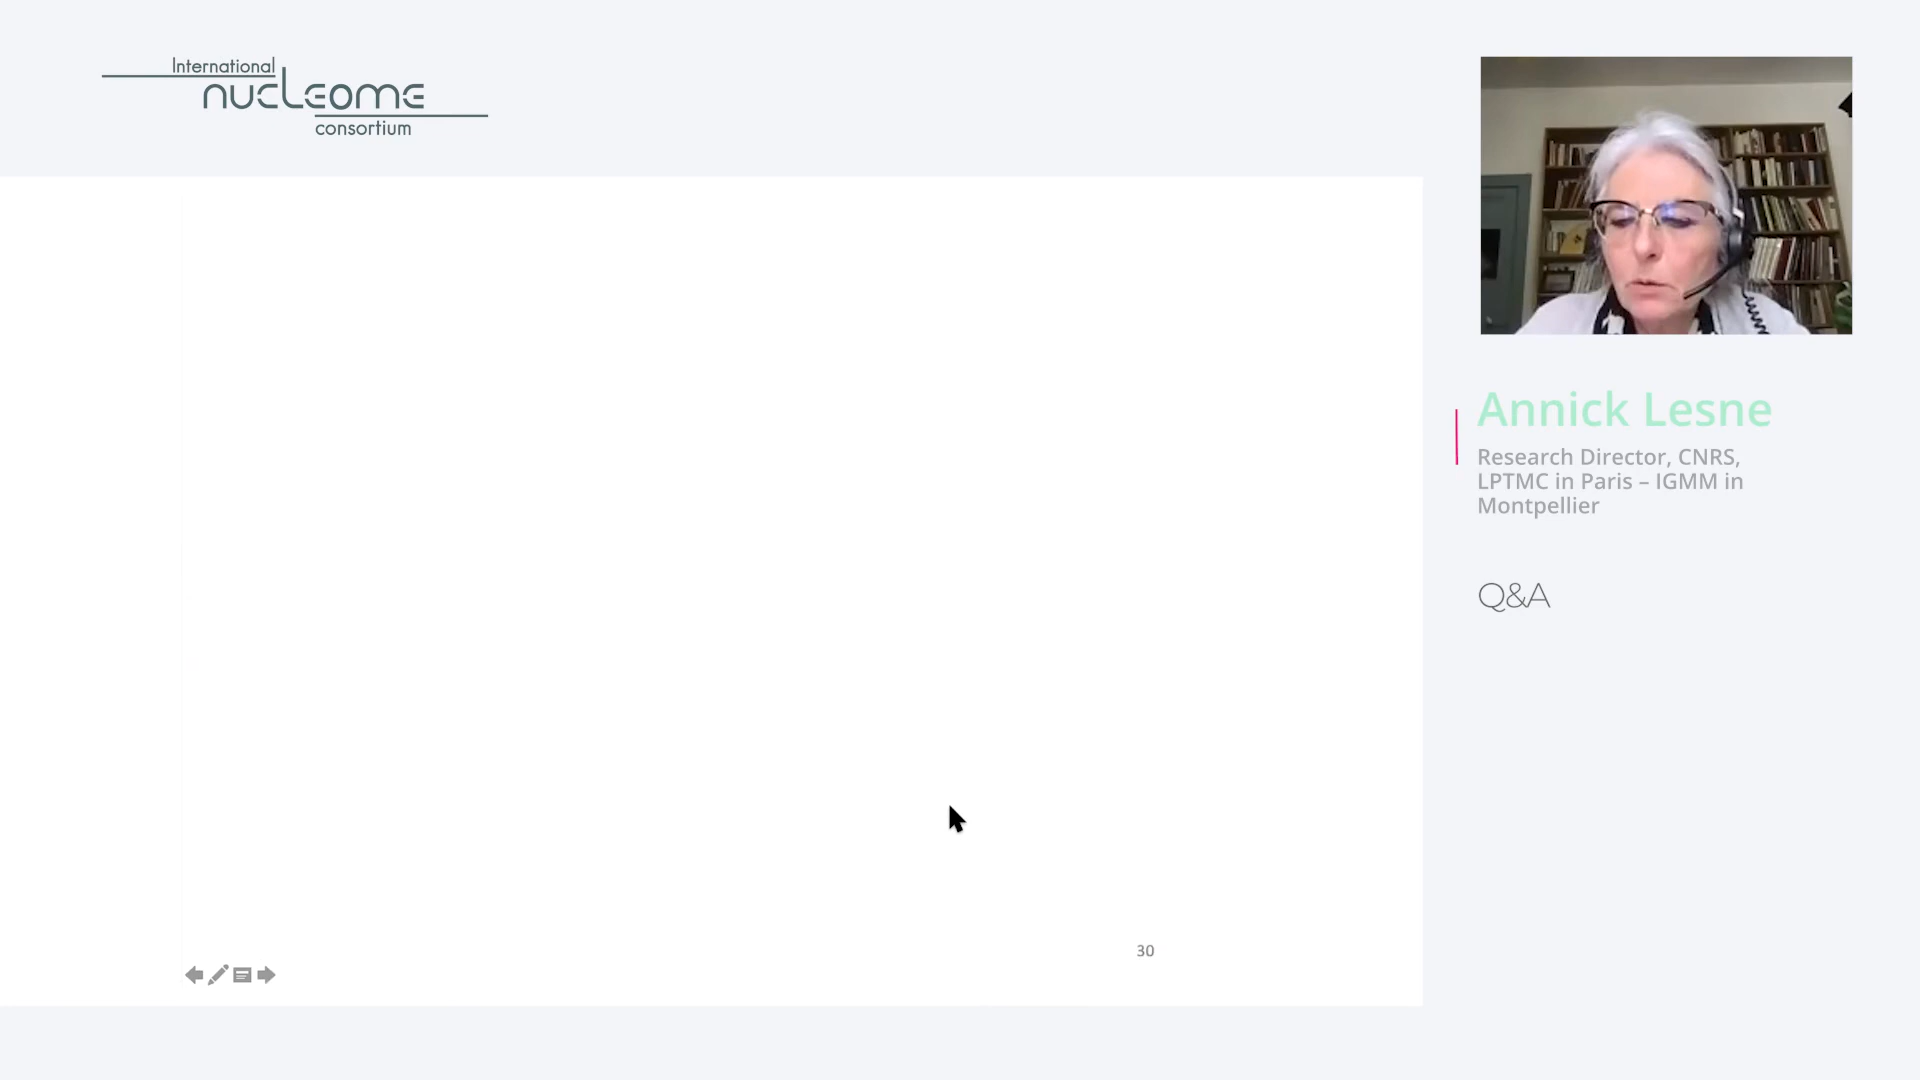 International
nucleome
consortium
Annick Lesne
Research Director, CNRS,
LPTMC in Paris – IGMM in
Montpellier
Q&A
30